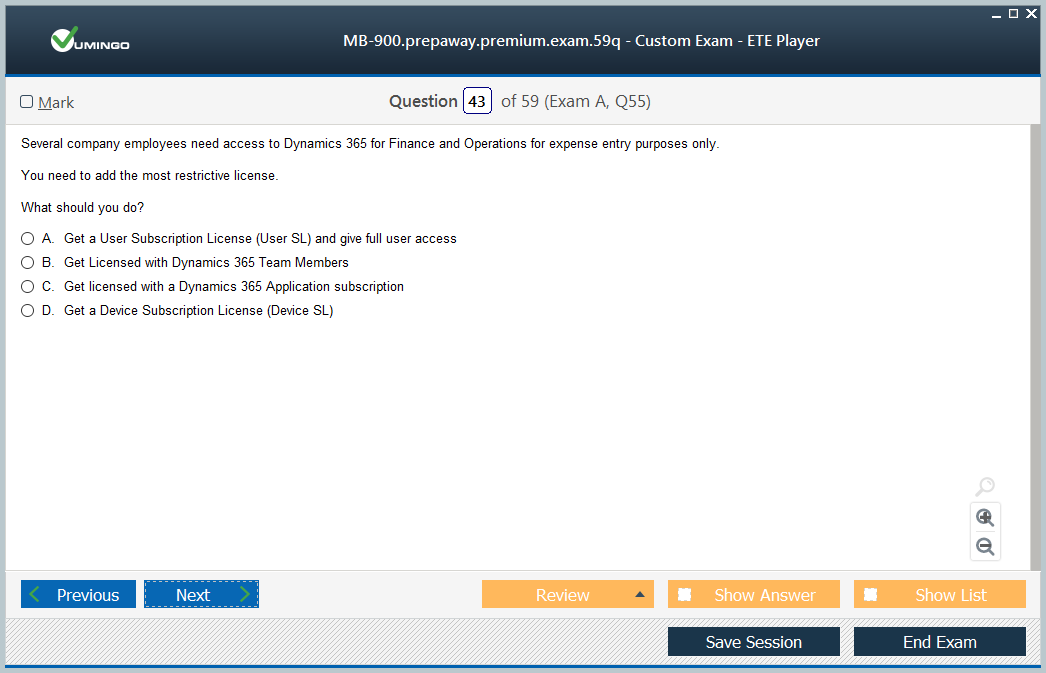 VUMINGO
MB-900.prepaway.premium.exam.59q - Custom Exam - ETE Player
Mark
Question 43 of 59 (Exam A, Q55)
Several company employees need access to Dynamics 365 for Finance and Operations for expense entry purposes only.
You need to add the most restrictive license.
What should you do?
A. Get a User Subscription License (User SL) and give full user access
B. Get Licensed with Dynamics 365 Team Members
C. Get licensed with a Dynamics 365 Application subscription
D. Get a Device Subscription License (Device SL)
Previous Next Review Show Answer Show List
Save Session End Exam